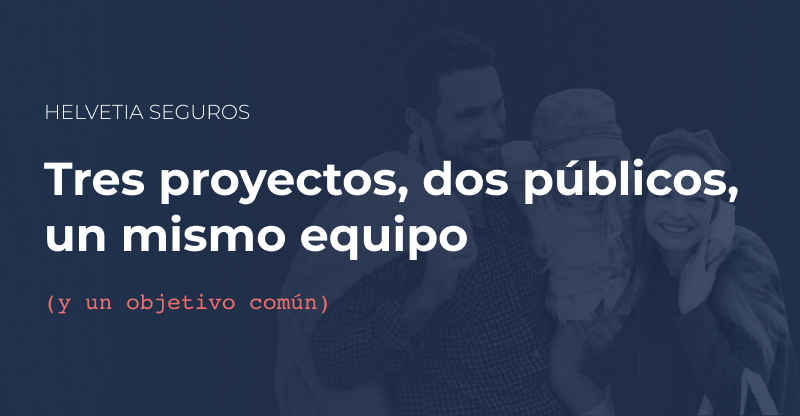 HELVETIA SEGUROS
Tres proyectos, dos públicos,
un mismo equipo
(y un objetivo común)